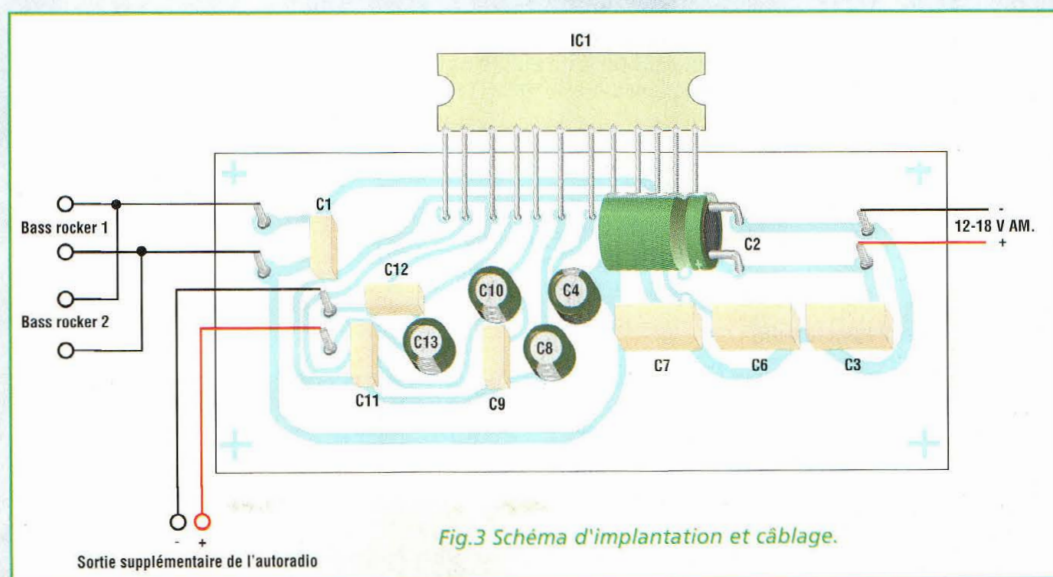 IC1
C1
Bass rocker 1
-
12-18 V AM.
+
C2
C12
C10
C4
Bass rocker 2
C13
C8
C7
C6
C3
C11
C9
- +
Sortie supplémentaire de l'autoradio
Fig.3 Schéma d'implantation et câblage.